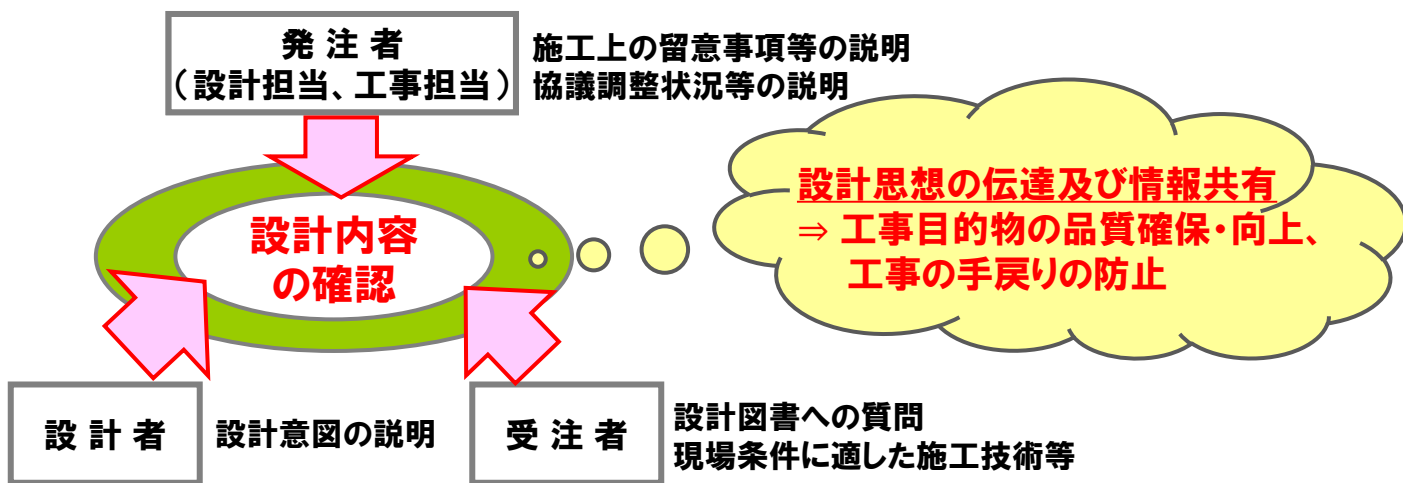 発注者
（設計担当、工事担当）
施工上の留意事項等の説明
協議調整状況等の説明
設計思想の伝達及び情報共有
⇒ 工事目的物の品質確保・向上、
工事の手戻りの防止
設計内容
の確認
設計者
設計意図の説明
受注者
設計図書への質問
現場条件に適した施工技術等